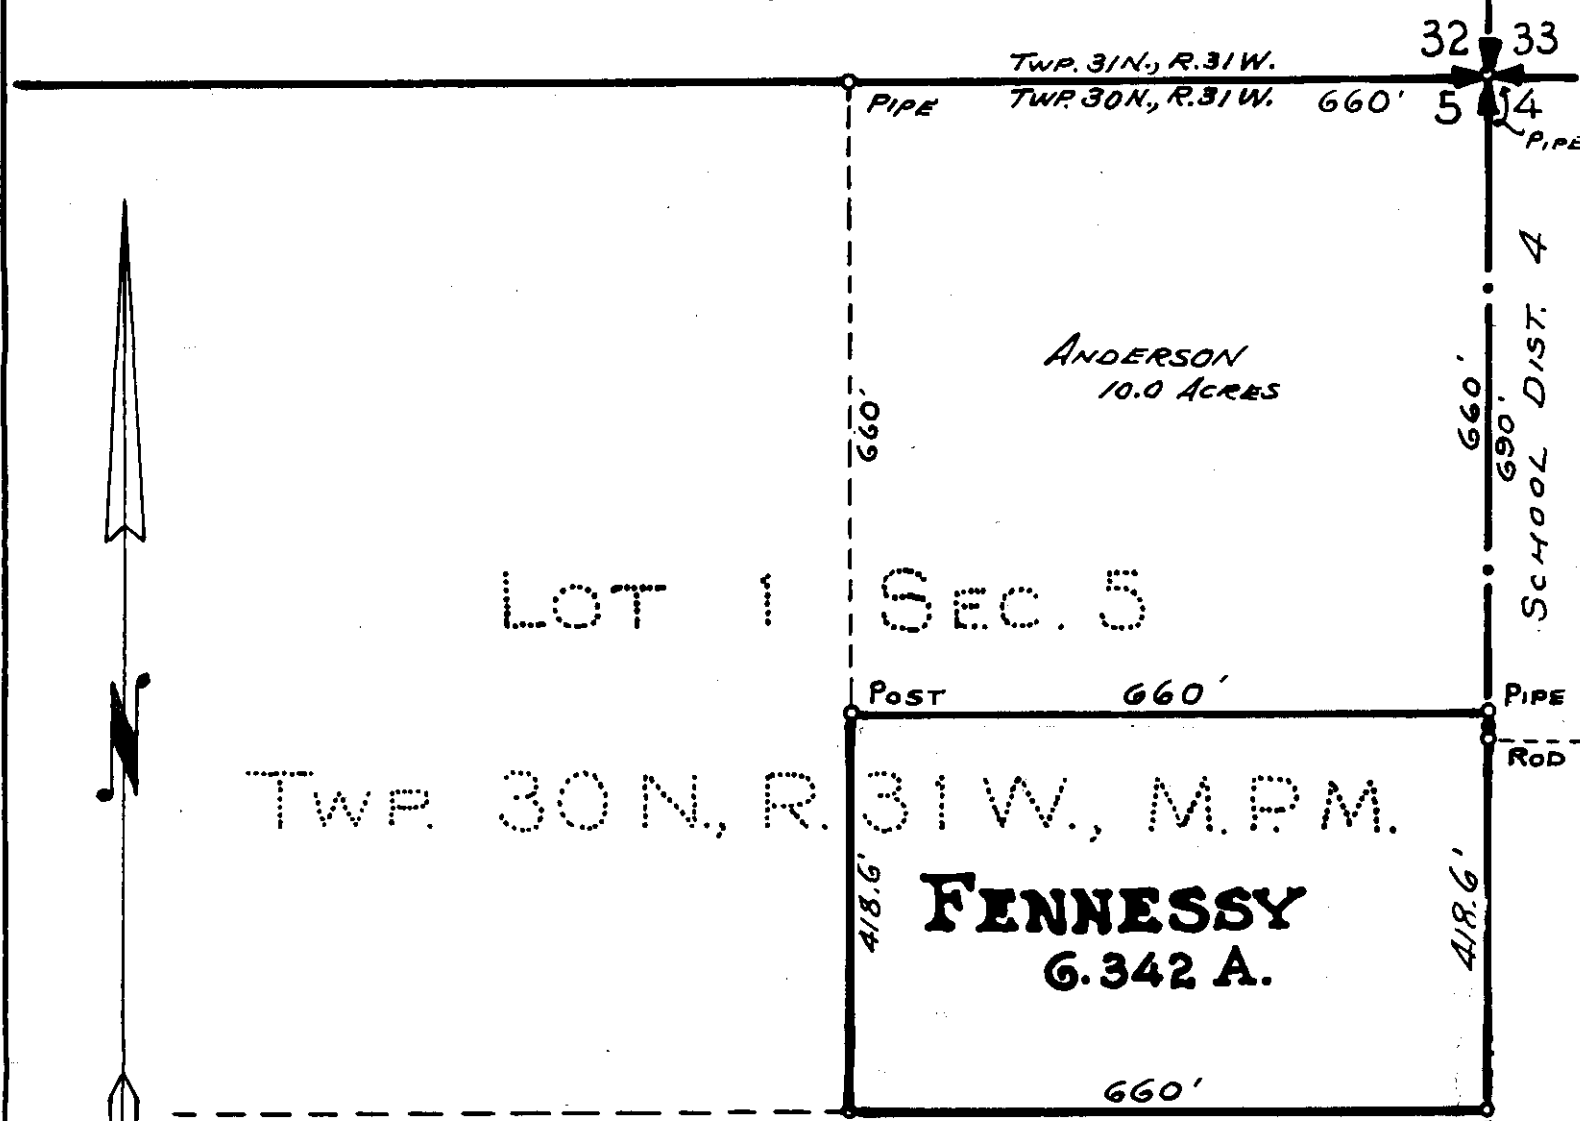 32 33
TWP. 31N., R.31W.
TWP. 30N., R.31W. 660' 5 4
PIPE
PIPE
SCHOOL DIST. 4
ANDERSON
10.0 ACRES
660'
660'
690'
LOT 1 SEC. 5
POST 660' PIPE
ROD
TWP. 30N., R.31W., M.P.M.
418.6'
FENNESSY
6.342 A.
418.6'
N
660'